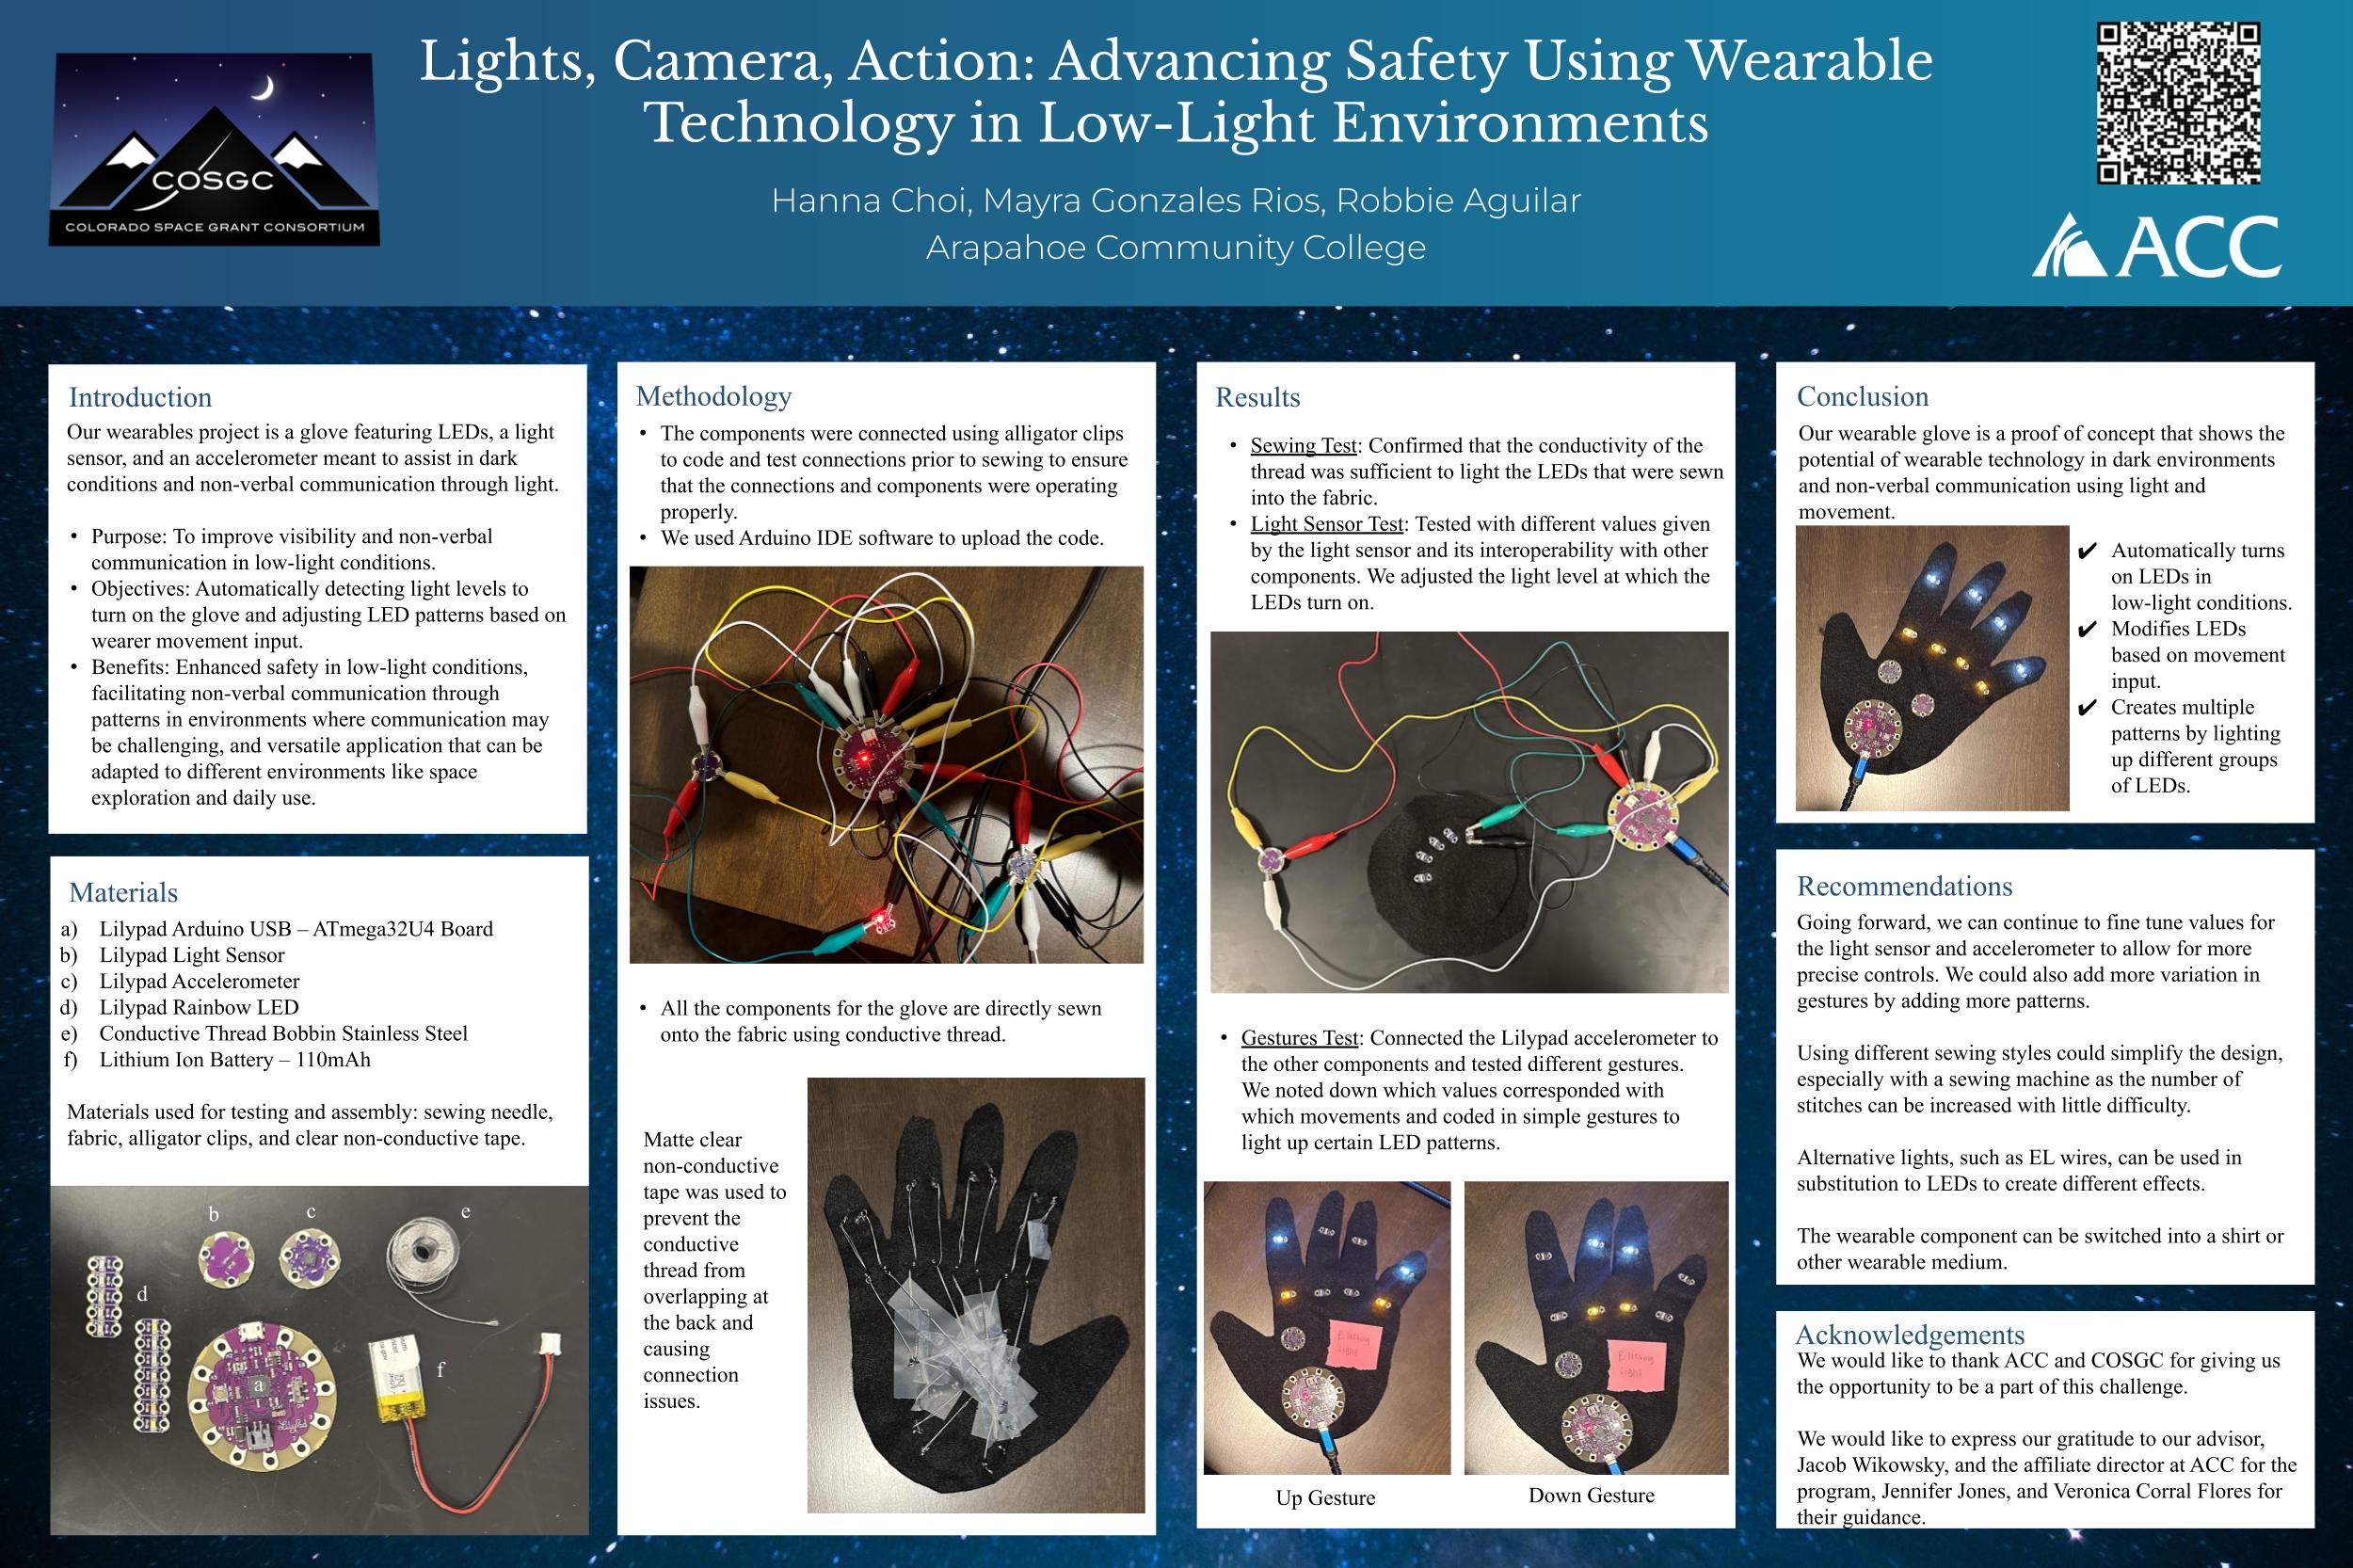 Lights, Camera, Action: Advancing Safety Using Wearable
Technology in Low-Light Environments
Hanna Choi, Mayra Gonzales Rios, Robbie Aguilar
Arapahoe Community College
COSGC
COLORADO SPACE GRANT CONSORTIUM
ACC
Introduction
Our wearables project is a glove featuring LEDs, a light
sensor, and an accelerometer meant to assist in dark
conditions and non-verbal communication through light.
• Purpose: To improve visibility and non-verbal
communication in low-light conditions.
• Objectives: Automatically detecting light levels to
turn on the glove and adjusting LED patterns based on
wearer movement input.
• Benefits: Enhanced safety in low-light conditions,
facilitating non-verbal communication through
patterns in environments where communication may
be challenging, and versatile application that can be
adapted to different environments like space
exploration and daily use.
Materials
a) Lilypad Arduino USB – ATmega32U4 Board
b) Lilypad Light Sensor
c) Lilypad Accelerometer
d) Lilypad Rainbow LED
e) Conductive Thread Bobbin Stainless Steel
f) Lithium Ion Battery – 110mAh
Materials used for testing and assembly: sewing needle,
fabric, alligator clips, and clear non-conductive tape.
b
c
e
d
a
f
Methodology
• The components were connected using alligator clips
to code and test connections prior to sewing to ensure
that the connections and components were operating
properly.
• We used Arduino IDE software to upload the code.
• All the components for the glove are directly sewn
onto the fabric using conductive thread.
Matte clear
non-conductive
tape was used to
prevent the
conductive
thread from
overlapping at
the back and
causing
connection
issues.
Results
• Sewing Test: Confirmed that the conductivity of the
thread was sufficient to light the LEDs that were sewn
into the fabric.
• Light Sensor Test: Tested with different values given
by the light sensor and its interoperability with other
components. We adjusted the light level at which the
LEDs turn on.
• Gestures Test: Connected the Lilypad accelerometer to
the other components and tested different gestures.
We noted down which values corresponded with
which movements and coded in simple gestures to
light up certain LED patterns.
Blinking
light
Blinking
light
Up Gesture
Down Gesture
Conclusion
Our wearable glove is a proof of concept that shows the
potential of wearable technology in dark environments
and non-verbal communication using light and
movement.
✔ Automatically turns
on LEDs in
low-light conditions.
✔ Modifies LEDs
based on movement
input.
✔ Creates multiple
patterns by lighting
up different groups
of LEDs.
Recommendations
Going forward, we can continue to fine tune values for
the light sensor and accelerometer to allow for more
precise controls. We could also add more variation in
gestures by adding more patterns.
Using different sewing styles could simplify the design,
especially with a sewing machine as the number of
stitches can be increased with little difficulty.
Alternative lights, such as EL wires, can be used in
substitution to LEDs to create different effects.
The wearable component can be switched into a shirt or
other wearable medium.
Acknowledgements
We would like to thank ACC and COSGC for giving us
the opportunity to be a part of this challenge.
We would like to express our gratitude to our advisor,
Jacob Wikowsky, and the affiliate director at ACC for the
program, Jennifer Jones, and Veronica Corral Flores for
their guidance.